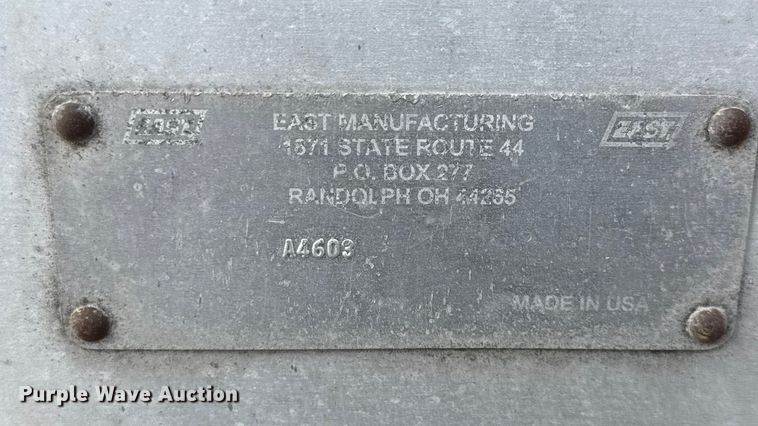 EAST
EAST MANUFACTURING
EAST
1871 STATE ROUTE 44
P.O. BOX 277
RANDOLPH OH 44265
A4603
MADE IN USA
Purple Wave Auction